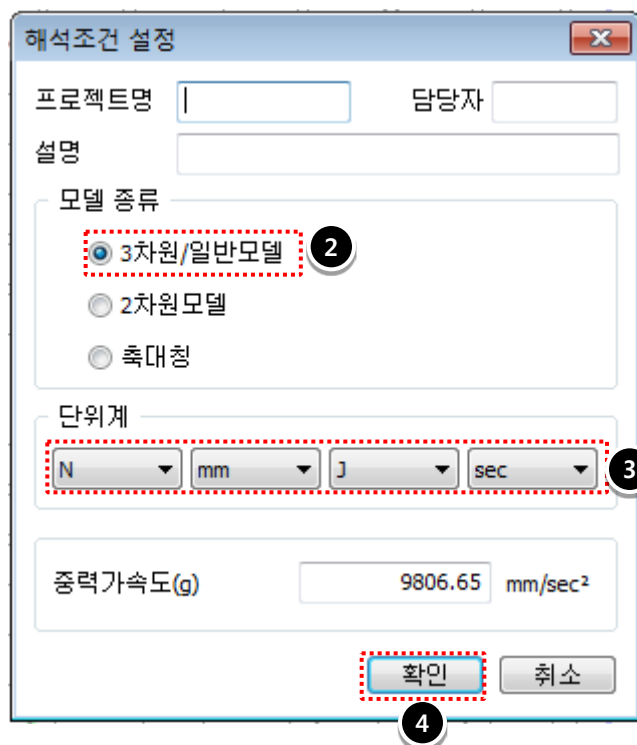 해석조건 설정
프로젝트명 담당자
설명
모델 종류
3차원/일반모델 2
2차원모델
축대칭
단위계
N mm J sec 3
중력가속도(g) 9806.65 mm/sec²
확인 취소
4